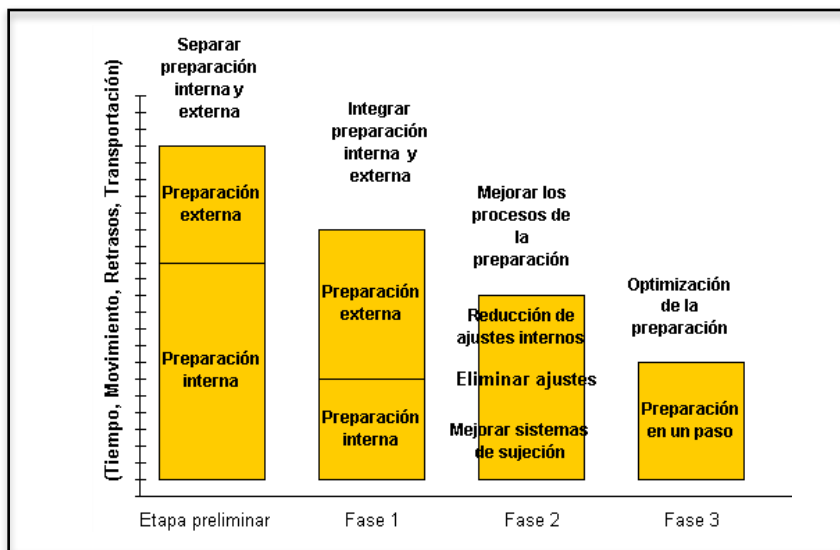 (Tiempo, Movimiento, Retrasos, Transportación)
Separar
preparación
interna y
externa
Preparación
externa
Preparación
interna
Etapa preliminar
Integrar
preparación
interna y
externa
Preparación
externa
Preparación
interna
Fase 1
Mejorar los
procesos de
la
preparación
Reducción de
ajustes internos
Eliminar ajustes
Mejorar sistemas
de sujeción
Fase 2
Optimización
de la
preparación
Preparación
en un paso
Fase 3